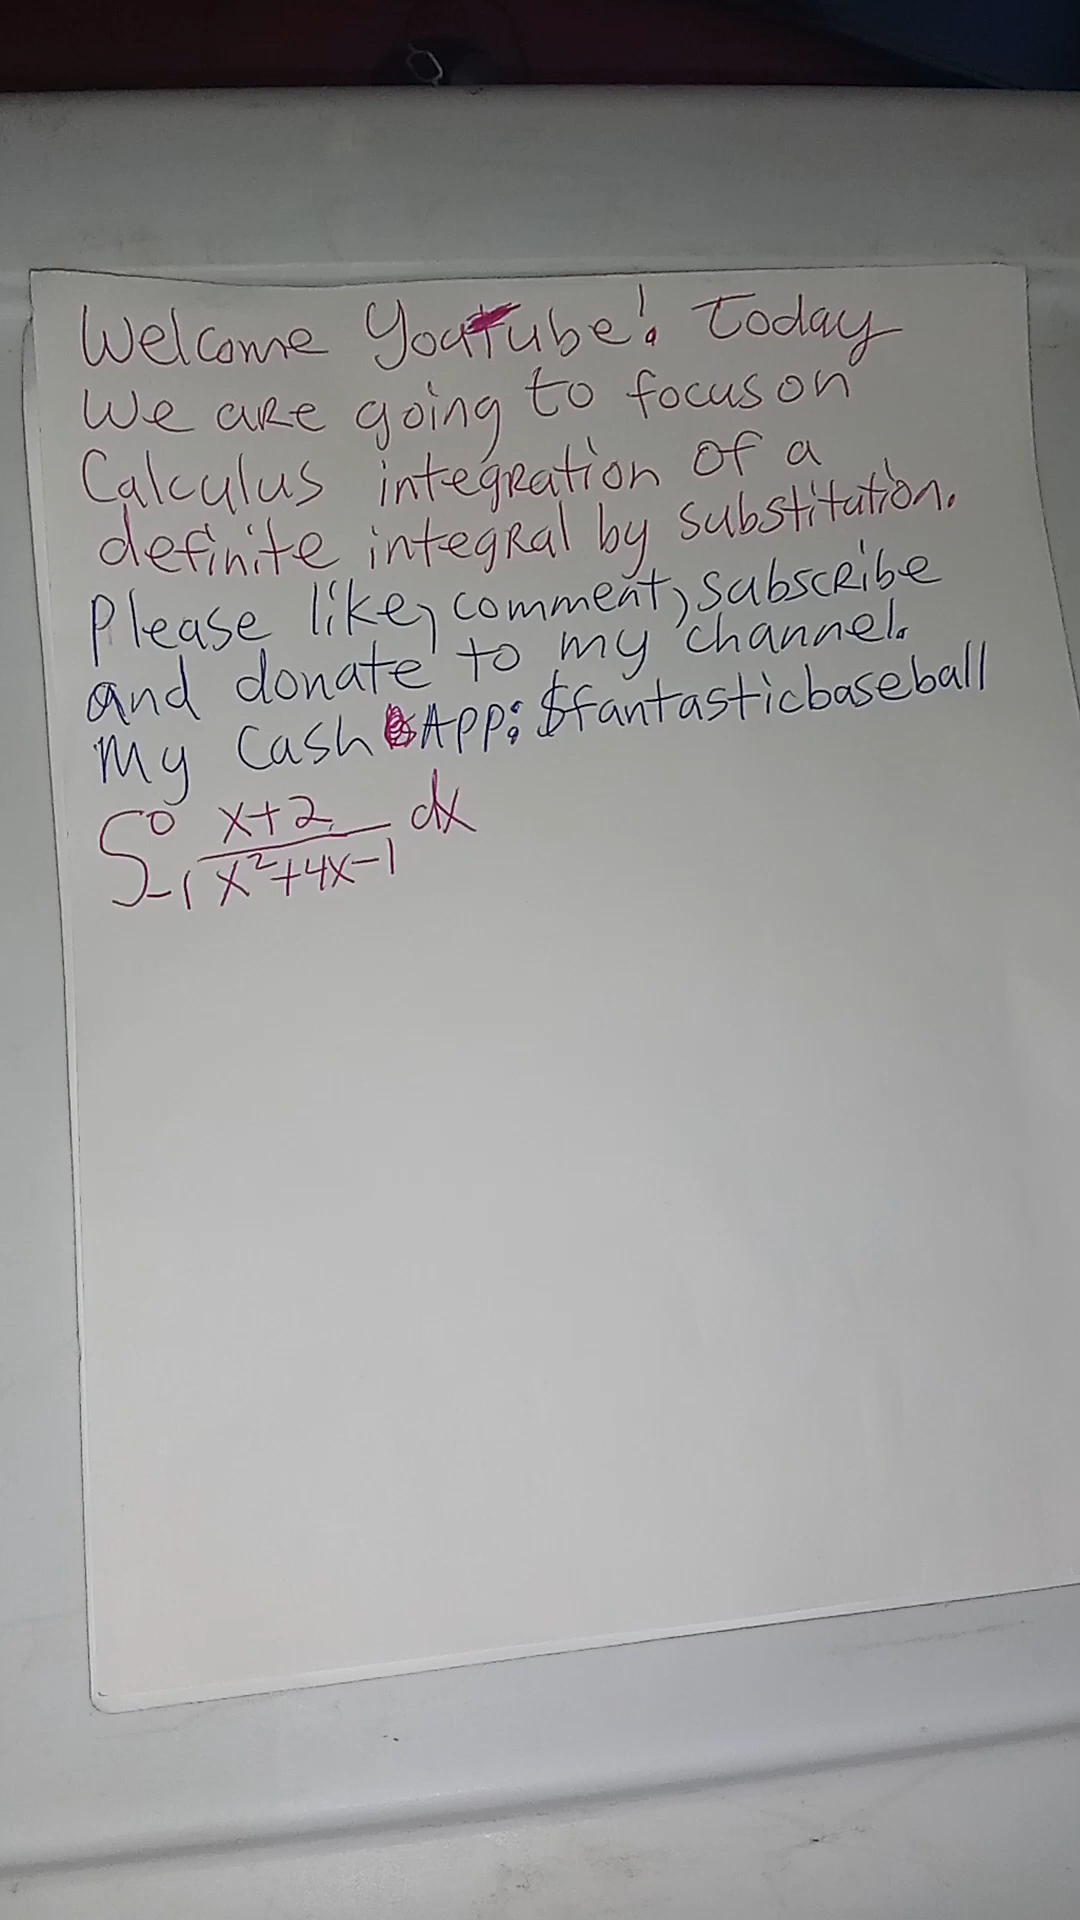 Welcome YouTube! Today
We are going to focus on
Calculus integration of a
definite integral by substitution.
Please like, comment, subscribe
and donate to my channel.
My Cash App: $fantasticbaseball
∫₋₁⁰ (x+2)/(x²+4x-1) dx